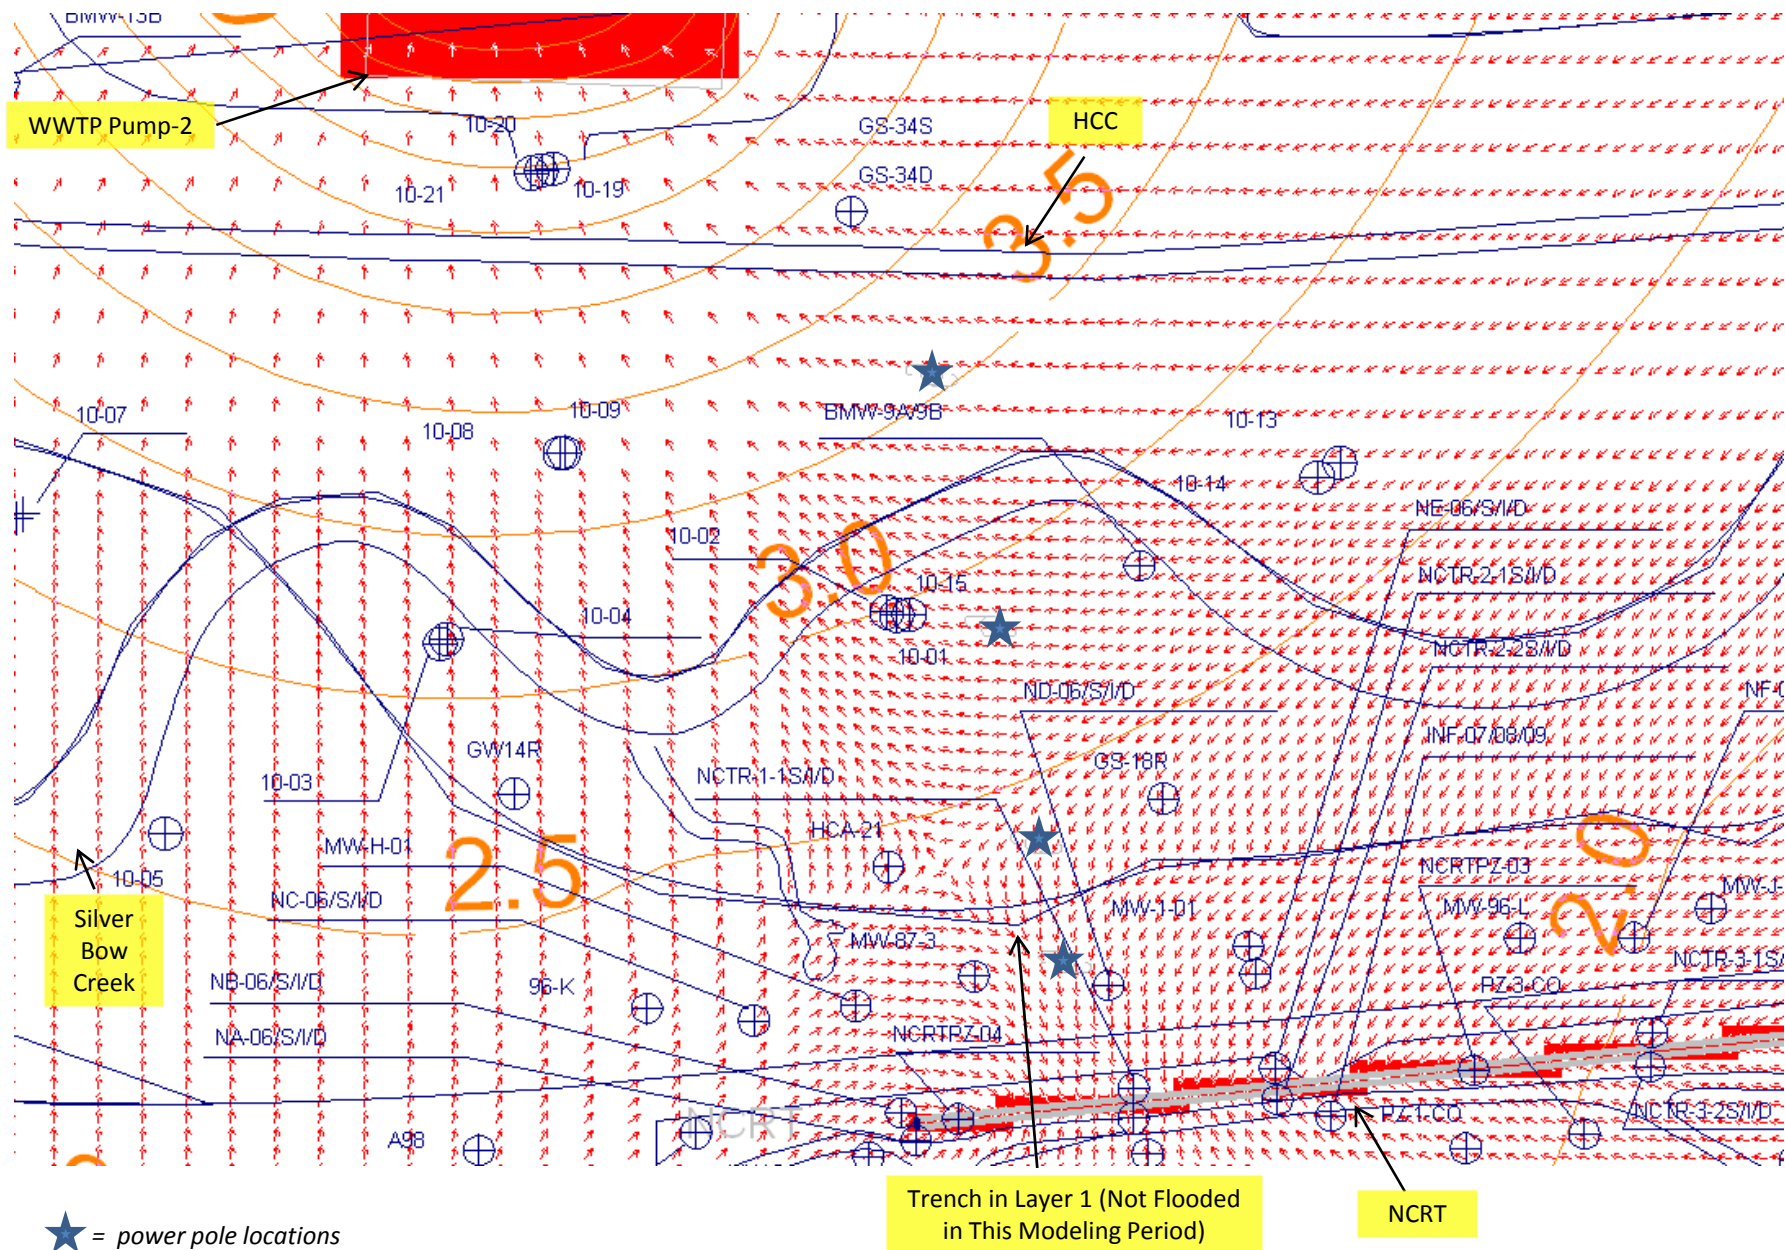 BMW-13B
WWTP Pump-2
10-20
GS-34S
HCC
GS-34D
10-21
10-19
3.5
10-07
10-09
10-08
BMW-9A/9B
10-13
10-14
NE-06/S/I/D
10-02
3.0
NCTR-2-1S/I/D
10-15
10-04
10-01
NCTR-2-2S/I/D
ND-06/S/I/D
NF-0
INF-07/08/09
GW14R
GS-18R
10-03
NCTR-1-1S/I/D
HCA-21
2.0
MW-H-01
2.5
NCRTPZ-03
10-05
MW-J-
NC-06/S/I/D
MW-I-01
MW-96-L
Silver
Bow
Creek
MW-87-3
NCTR-3-1S/
NB-06/S/I/D
96-K
PZ-3-CO
NA-06/S/I/D
NCRTPZ-04
NCRT
PZ-1-CO
NCTR-3-2S/I/D
A98
Trench in Layer 1 (Not Flooded
in This Modeling Period)
NCRT
= power pole locations